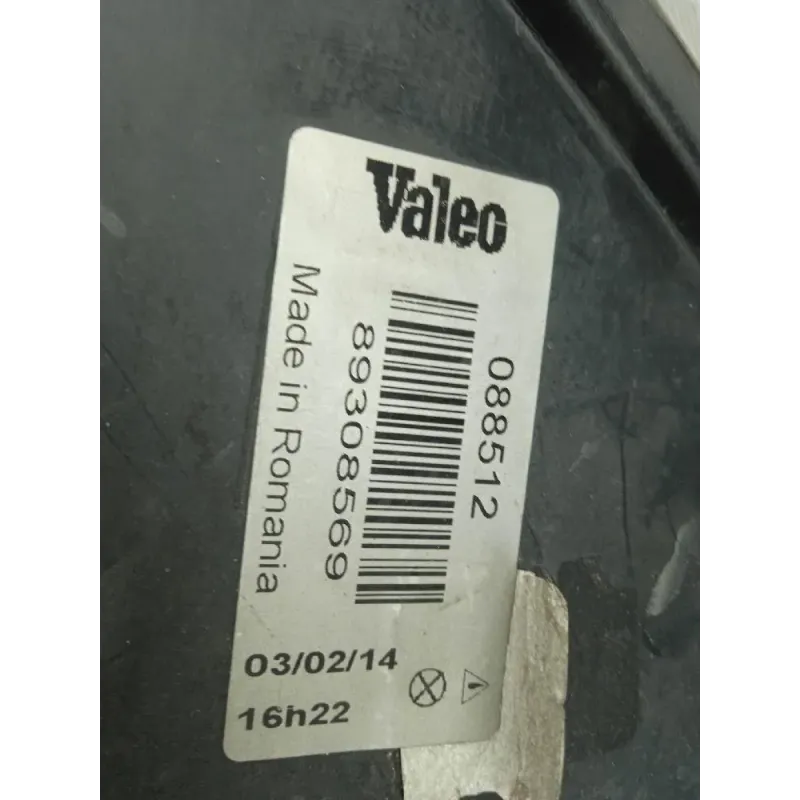 Valeo
088512
89308569
Made in Romania
03/02/14
16h22